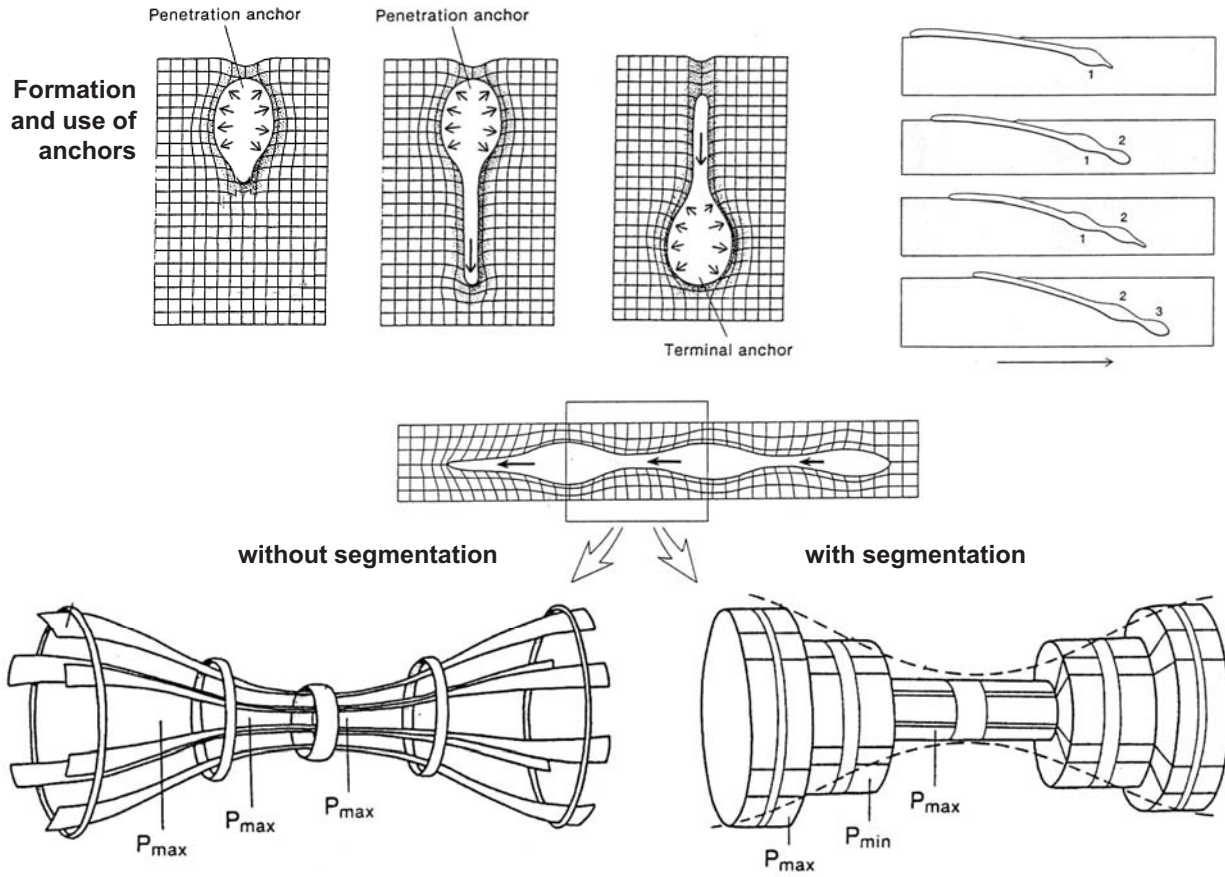 Penetration anchor
Penetration anchor
Formation
and use of
anchors
Terminal anchor
1
2
1
2
1
2
3
without segmentation
with segmentation
Pmax
Pmax
Pmax
Pmax
Pmin
Pmax